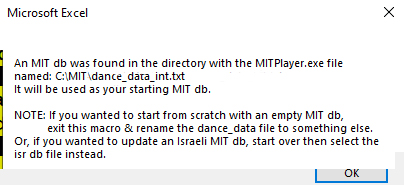 Microsoft Excel
An MIT db was found in the directory with the MITPlayer.exe file
named: C:\MIT\dance_data_int.txt
It will be used as your starting MIT db.
NOTE: If you wanted to start from scratch with an empty MIT db,
exit this macro & rename the dance_data file to something else.
Or, if you wanted to update an Israeli MIT db, start over then select the
isr db file instead.
OK